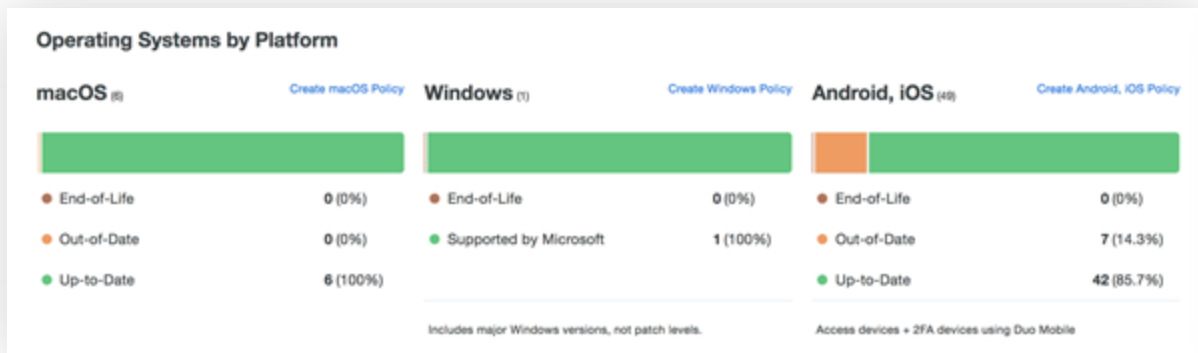 Operating Systems by Platform
macOS (6)
Create macOS Policy
End-of-Life 0 (0%)
Out-of-Date 0 (0%)
Up-to-Date 6 (100%)
Windows (1)
Create Windows Policy
End-of-Life 0 (0%)
Supported by Microsoft 1 (100%)
Includes major Windows versions, not patch levels.
Android, iOS (49)
Create Android, iOS Policy
End-of-Life 0 (0%)
Out-of-Date 7 (14.3%)
Up-to-Date 42 (85.7%)
Access devices + 2FA devices using Duo Mobile